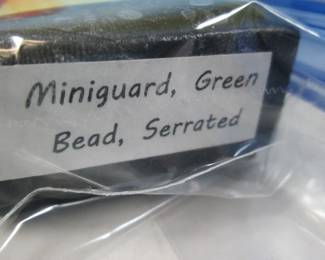 Miniguard, Green
Bead, Serrated